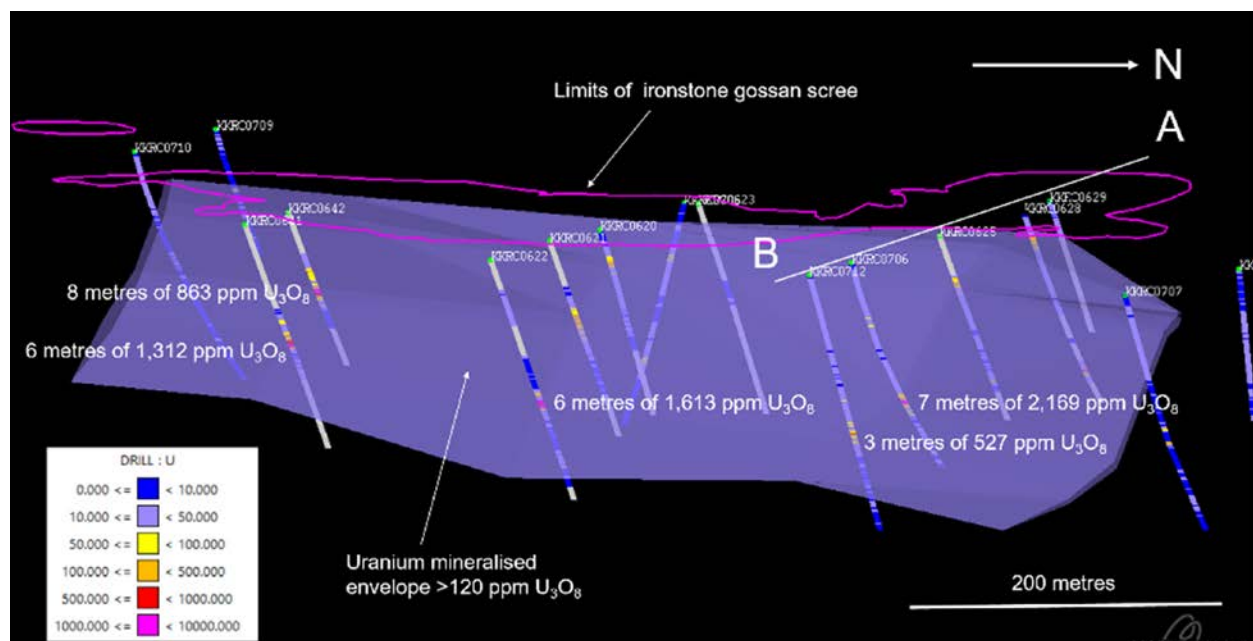 N
Limits of ironstone gossan scree
A
KKRC0709
KKRC0710
KKRC0642
KKRC0620
KKRC0629
KKRC0628
KKRC0625
KKRC0622
B
KKRC0712
KKRC0706
KKRC0707
8 metres of 863 ppm U₃O₈
6 metres of 1,312 ppm U₃O₈
6 metres of 1,613 ppm U₃O₈
7 metres of 2,169 ppm U₃O₈
3 metres of 527 ppm U₃O₈
DRILL : U
0.000 <= < 10.000
10.000 <= < 50.000
50.000 <= < 100.000
100.000 <= < 500.000
500.000 <= < 1000.000
1000.000 <= < 10000.000
Uranium mineralised
envelope >120 ppm U₃O₈
200 metres